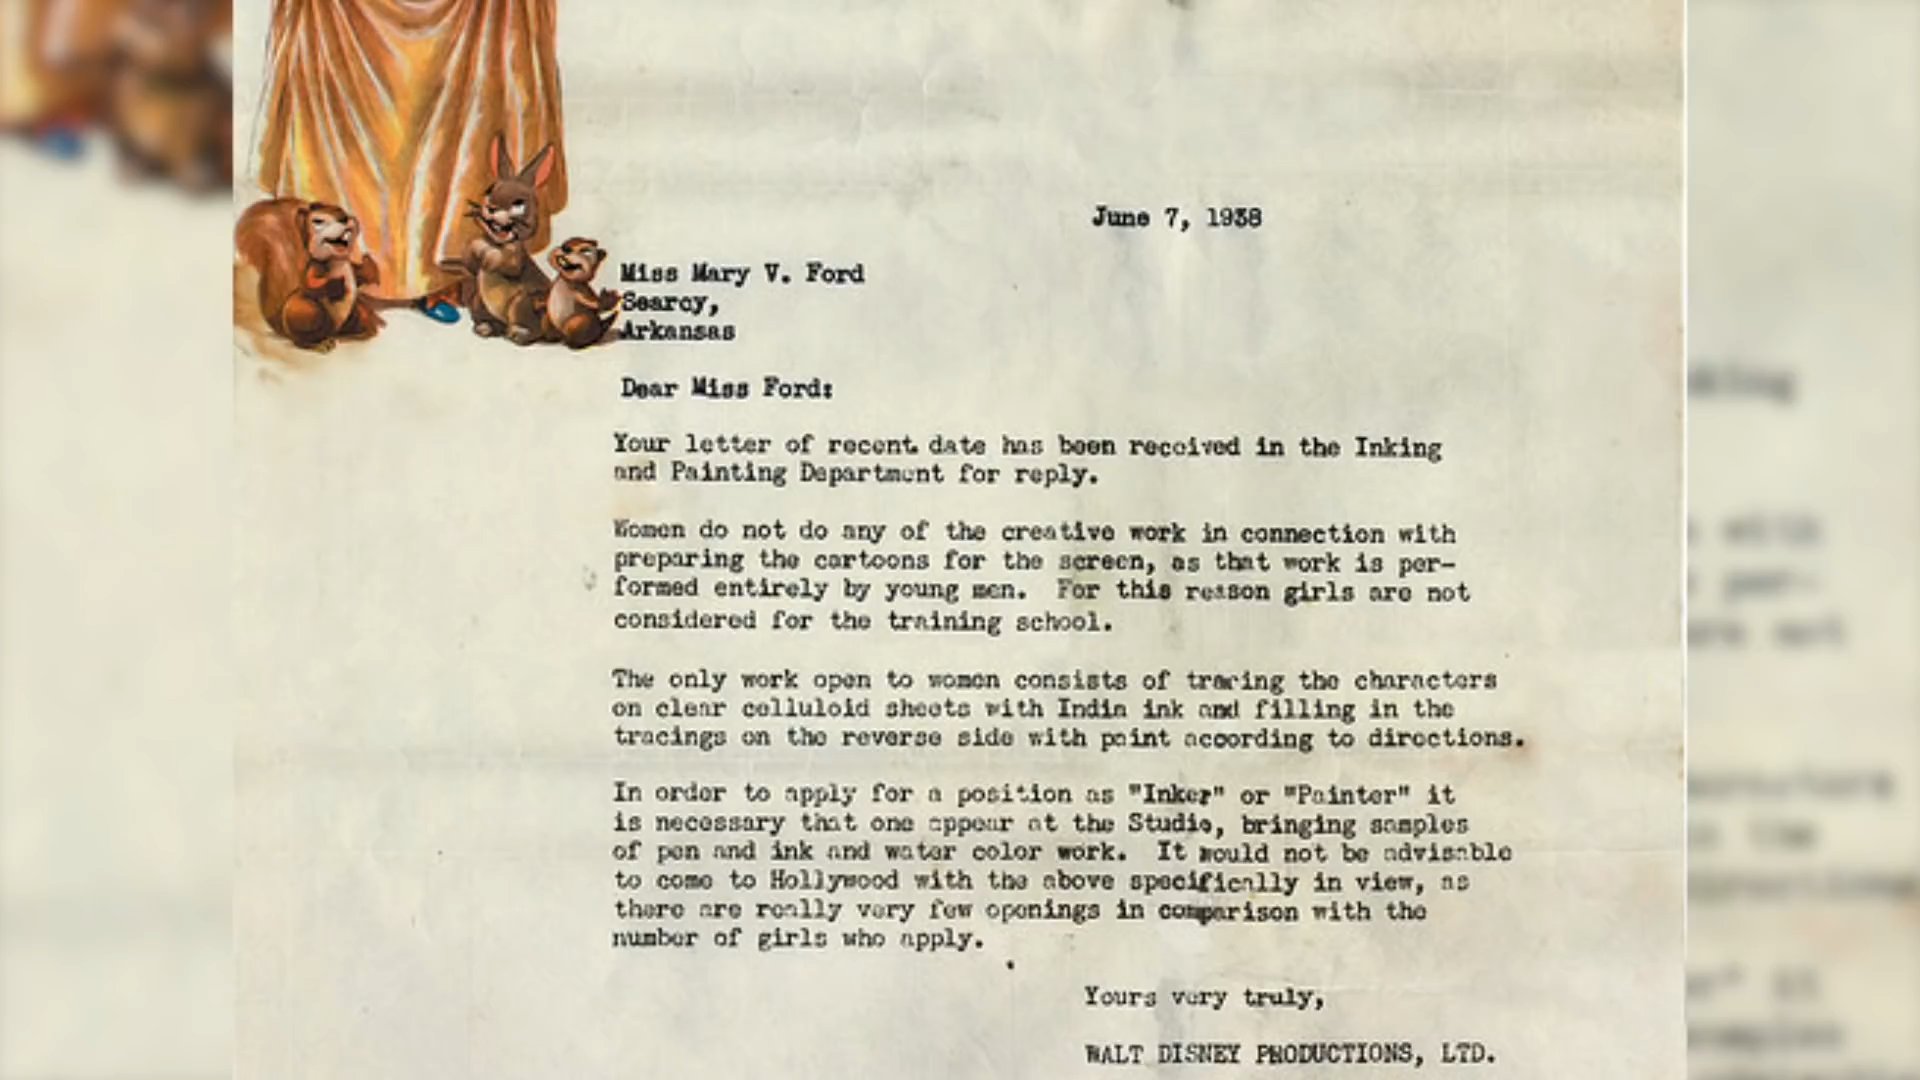 June 7, 1938
Miss Mary V. Ford
Searcy,
Arkansas
Dear Miss Ford:
Your letter of recent date has been received in the Inking
and Painting Department for reply.
Women do not do any of the creative work in connection with
preparing the cartoons for the screen, as that work is per-
formed entirely by young men. For this reason girls are not
considered for the training school.
The only work open to women consists of tracing the characters
on clear celluloid sheets with India ink and filling in the
tracings on the reverse side with paint according to directions.
In order to apply for a position as "Inker" or "Painter" it
is necessary that one appear at the Studio, bringing samples
of pen and ink and water color work. It would not be advisable
to come to Hollywood with the above specifically in view, as
there are really very few openings in comparison with the
number of girls who apply.
Yours very truly,
WALT DISNEY PRODUCTIONS, LTD.